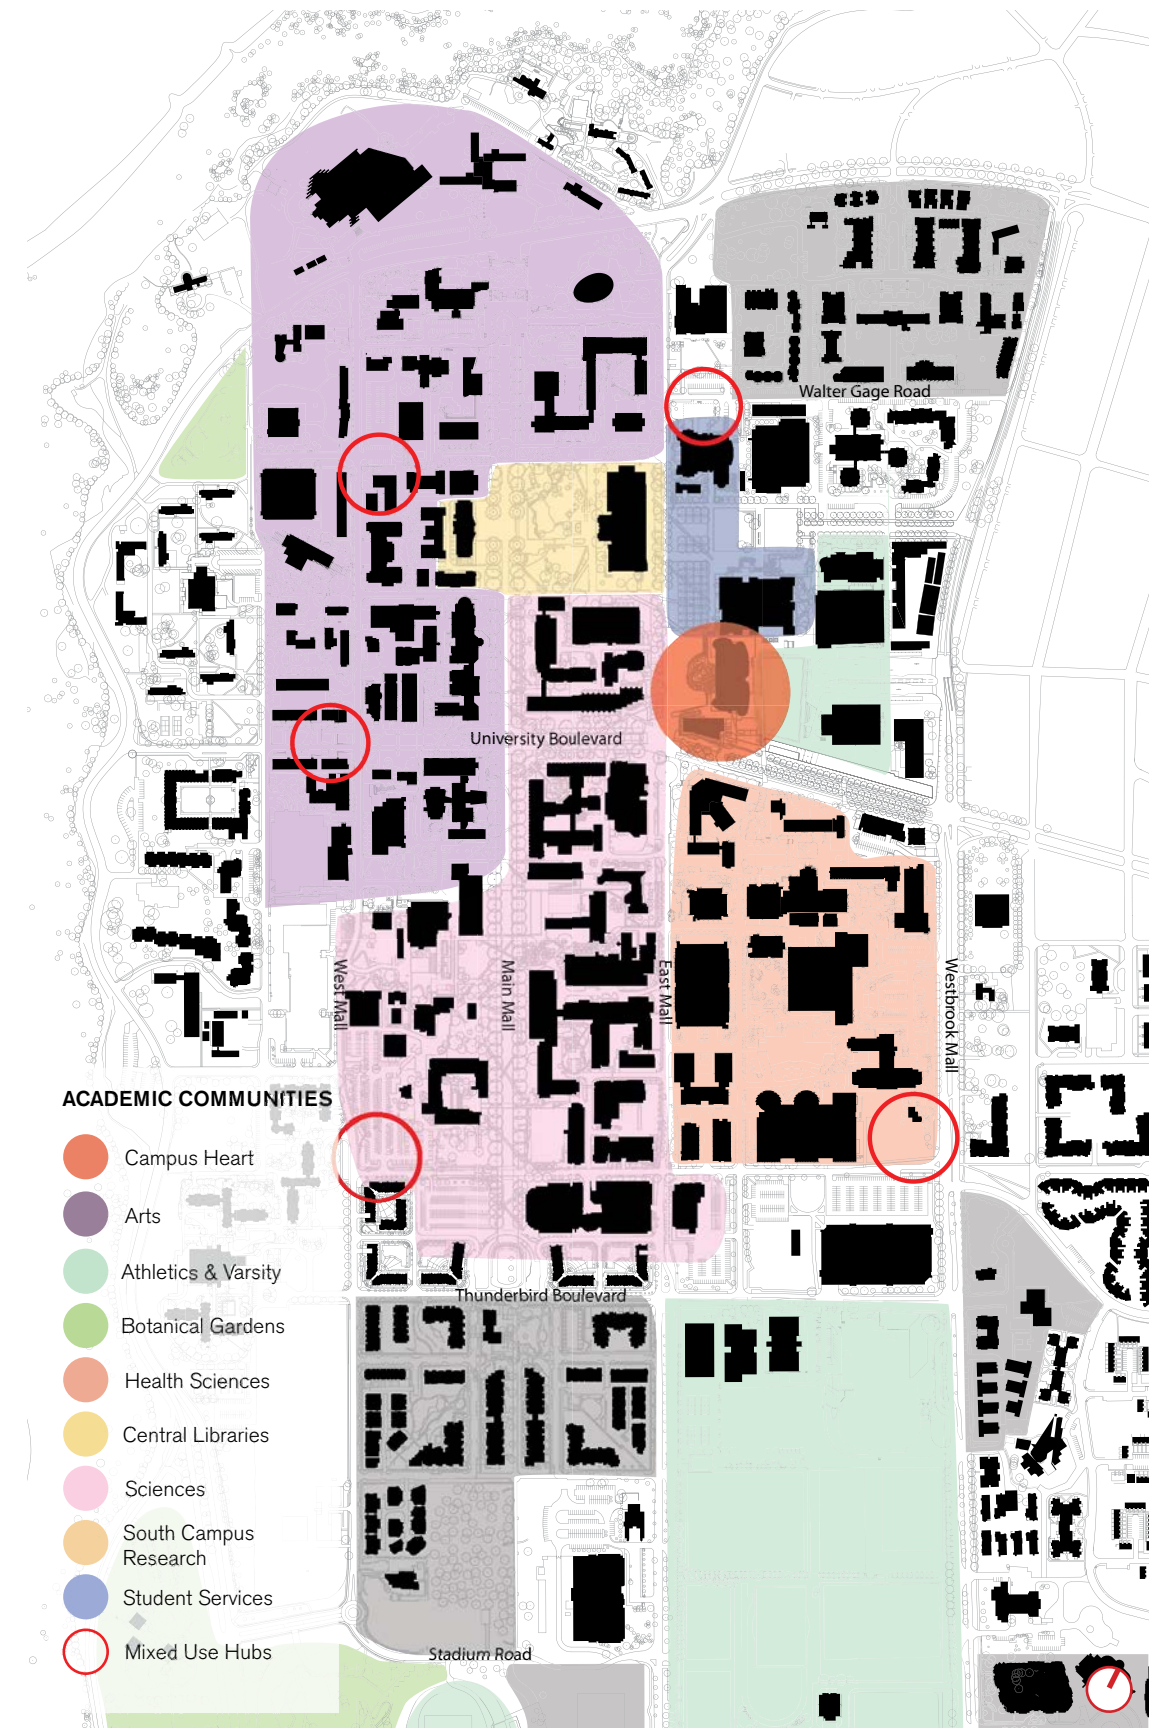 Walter Gage Road
University Boulevard
West Mall
Main Mall
East Mall
Westbrook Mall
ACADEMIC COMMUNITIES
Campus Heart
Arts
Athletics & Varsity
Botanical Gardens
Health Sciences
Central Libraries
Sciences
South Campus
Research
Student Services
Mixed Use Hubs
Thunderbird Boulevard
Stadium Road